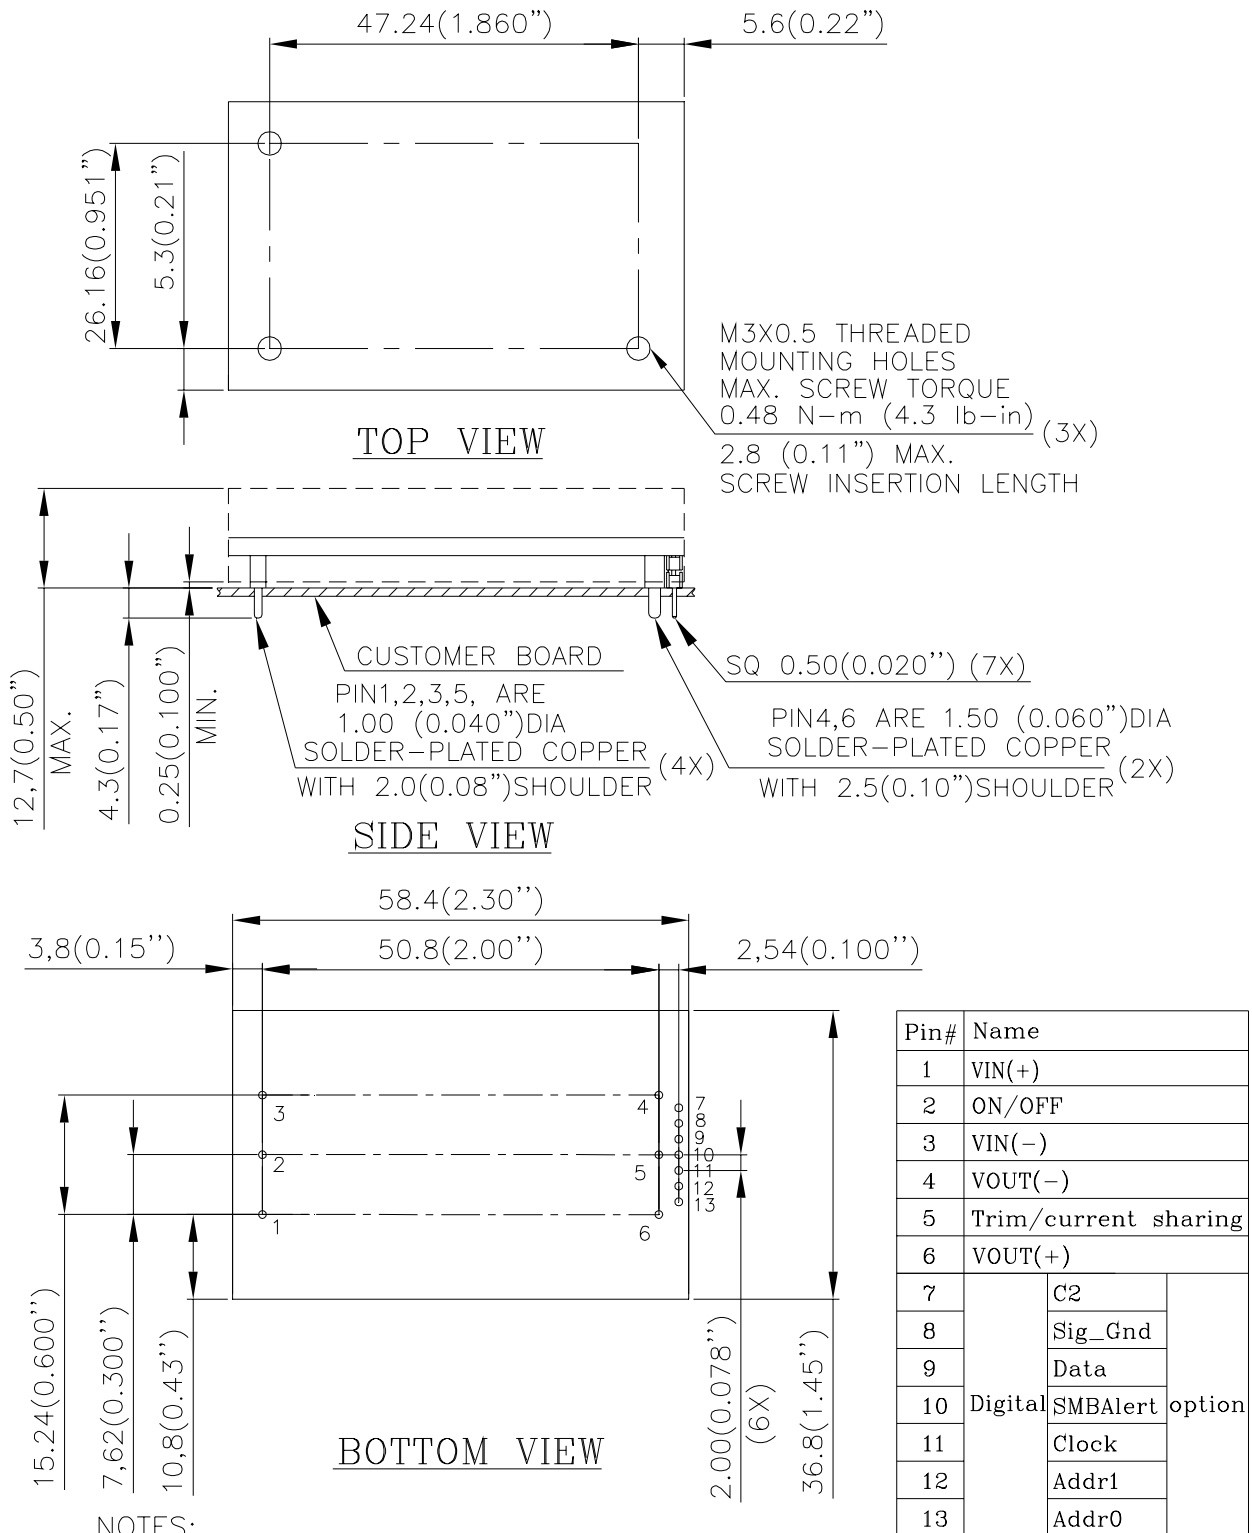 47.24(1.860")
5.6(0.22")
26.16(0.951")
5.3(0.21")
M3X0.5 THREADED
MOUNTING HOLES
MAX. SCREW TORQUE
0.48 N-m (4.3 lb-in)
(3X)
2.8 (0.11") MAX.
SCREW INSERTION LENGTH
TOP VIEW
12,7(0.50")
MAX.
4.3(0.17")
0.25(0.100")
MIN.
CUSTOMER BOARD
SQ 0.50(0.020'') (7X)
PIN1,2,3,5, ARE
1.00 (0.040")DIA
SOLDER-PLATED COPPER
(4X)
WITH 2.0(0.08")SHOULDER
PIN4,6 ARE 1.50 (0.060")DIA
SOLDER-PLATED COPPER
(2X)
WITH 2.5(0.10")SHOULDER
SIDE VIEW
58.4(2.30'')
3,8(0.15'')
50.8(2.00'')
2,54(0.100'')
3
2
1
4
5
6
7
8
9
10
11
12
13
15.24(0.600'')
7,62(0.300'')
10,8(0.43'')
2.00(0.078'')
(6X)
36.8(1.45'')
BOTTOM VIEW
Pin# Name
1 VIN(+)
2 ON/OFF
3 VIN(-)
4 VOUT(-)
5 Trim/current sharing
6 VOUT(+)
7 C2
8 Sig_Gnd
9 Data
10 Digital SMBAlert option
11 Clock
12 Addr1
13 Addr0
NOTES: